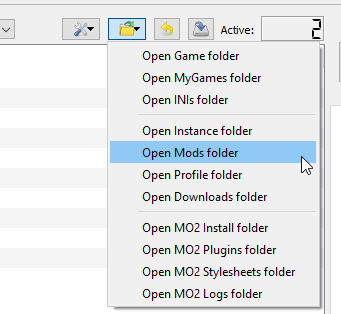 Active: 2
Open Game folder
Open MyGames folder
Open INIs folder
Open Instance folder
Open Mods folder
Open Profile folder
Open Downloads folder
Open MO2 Install folder
Open MO2 Plugins folder
Open MO2 Stylesheets folder
Open MO2 Logs folder